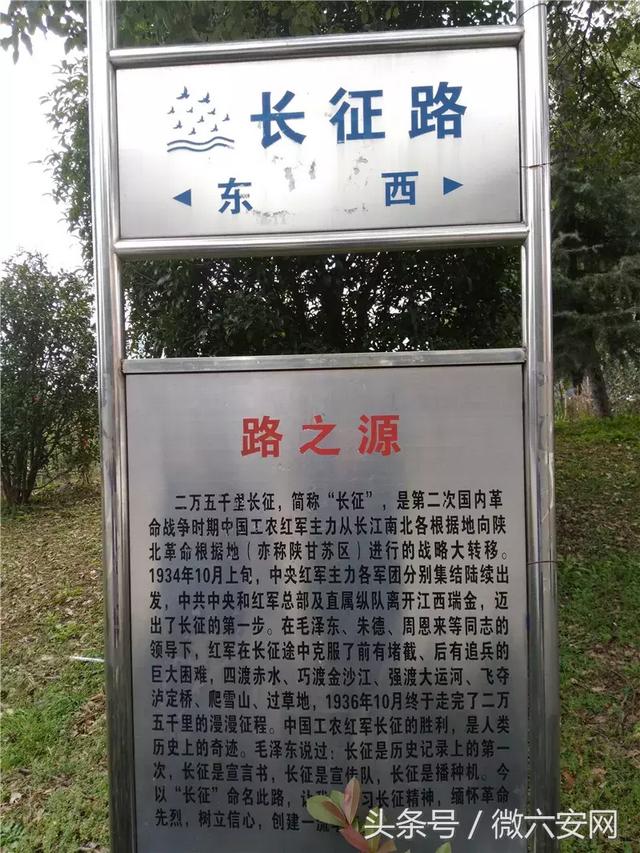 长征路
东 西
路之源
二万五千里长征，简称“长征”，是第二次国内革
命战争时期中国工农红军主力从长江南北各根据地向陕
北革命根据地（亦称陕甘苏区）进行的战略大转移。
1934年10月上旬，中央红军主力各军团分别集结陆续出
发，中共中央和红军总部及直属纵队离开江西瑞金，迈
出了长征的第一步。在毛泽东、朱德、周恩来等同志的
领导下，红军在长征途中克服了前有堵截、后有追兵的
巨大困难，四渡赤水、巧渡金沙江、强渡大运河、飞夺
泸定桥、爬雪山、过草地，1936年10月终于走完了二万
五千里的漫漫征程。中国工农红军长征的胜利，是人类
历史上的奇迹。毛泽东说过：长征是历史记录上的第一
次，长征是宣言书，长征是宣传队，长征是播种机。今
以“长征”命名此路，让我 习长征精神，缅怀革命
先烈，树立信心，创建一流
头条号／微六安网